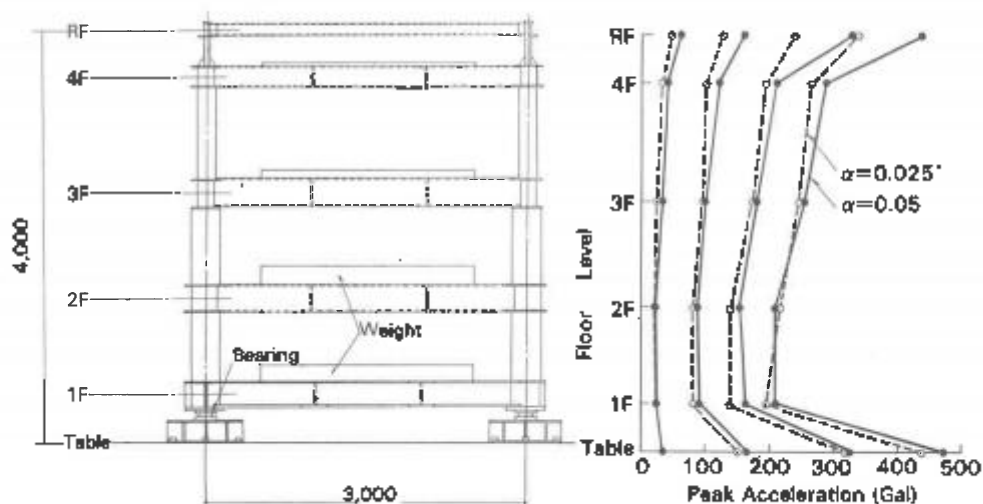 RF
4F
3F
2F
Weight
Bearing
1F
Table
4,000
3,000
RF
4F
3F
2F
1F
Table
Floor Level
α=0.025°
α=0.05
0 100 200 300 400 500
Peak Acceleration (Gal)